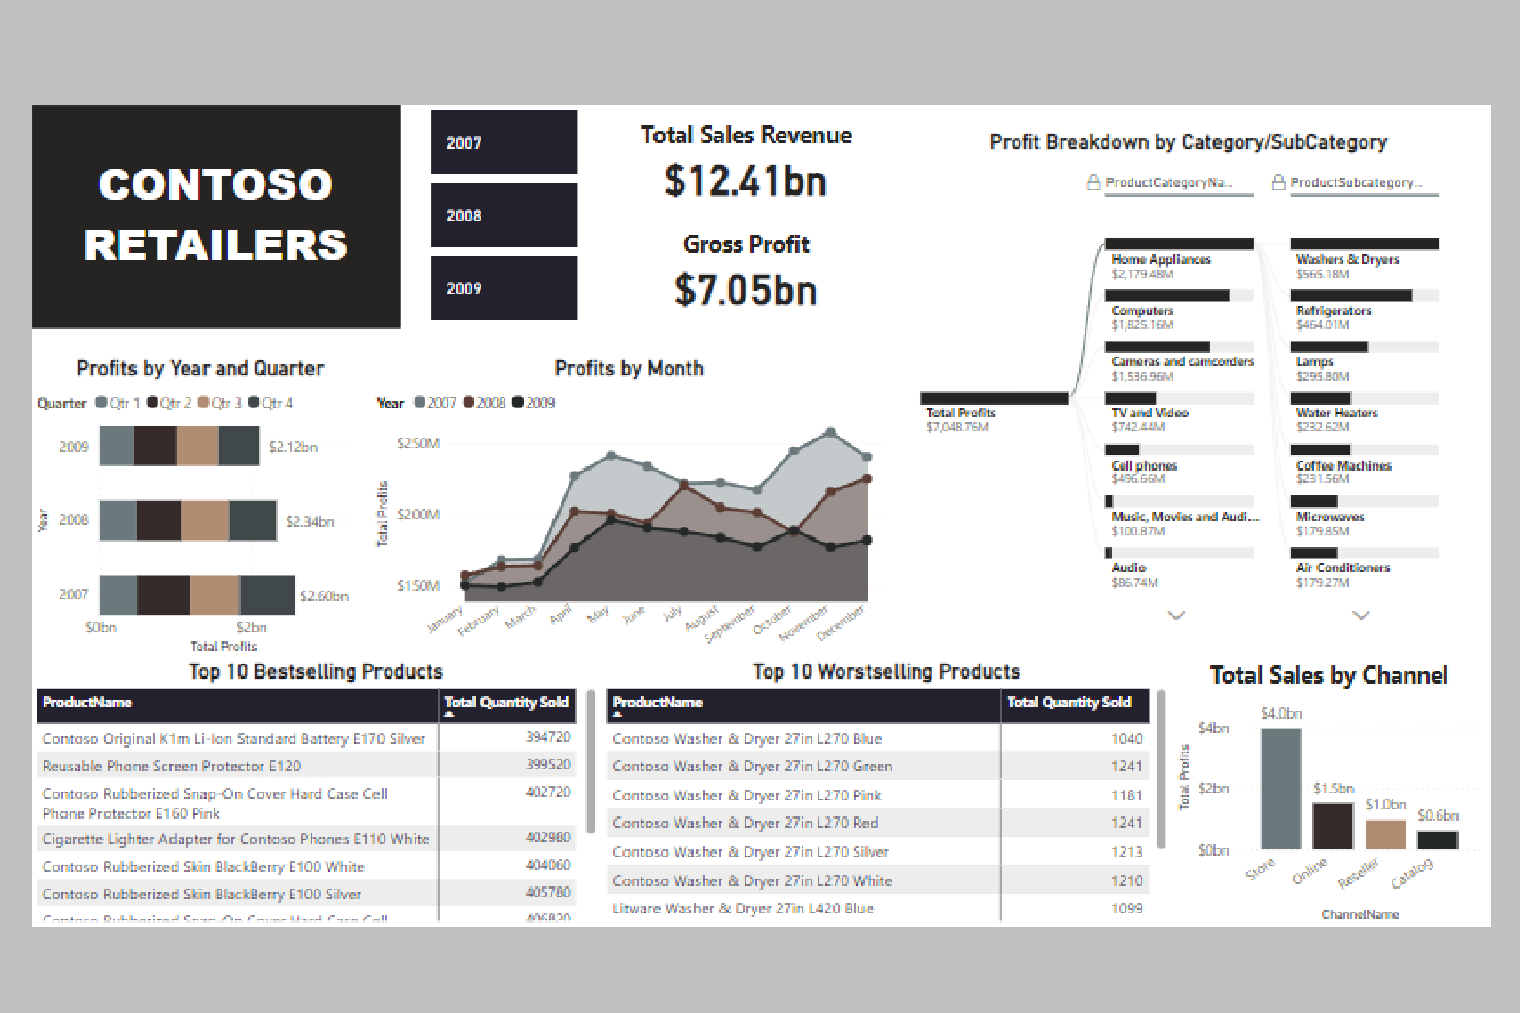 CONTOSO
RETAILERS
2007
2008
2009
Total Sales Revenue
$12.41bn
Gross Profit
$7.05bn
Profit Breakdown by Category/SubCategory
ProductCategoryNa...
ProductSubcategory...
Total Profits
$7,048.76M
Home Appliances
$2,179.48M
Computers
$1,825.16M
Cameras and camcorders
$1,536.96M
TV and Video
$742.44M
Cell phones
$496.66M
Music, Movies and Audi...
$100.87M
Audio
$86.74M
Washers & Dryers
$565.18M
Refrigerators
$464.01M
Lamps
$295.80M
Water Heaters
$232.62M
Coffee Machines
$231.56M
Microwaves
$179.85M
Air Conditioners
$179.27M
Profits by Year and Quarter
Quarter Qtr 1 Qtr 2 Qtr 3 Qtr 4
Year
2009 $2.12bn
2008 $2.34bn
2007 $2.60bn
$0bn $2bn
Total Profits
Profits by Month
Year 2007 2008 2009
Total Profits
$250M
$200M
$150M
January February March April May June July August September October November December
Top 10 Bestselling Products
ProductName Total Quantity Sold
Contoso Original K1m Li-Ion Standard Battery E170 Silver 394720
Reusable Phone Screen Protector E120 399520
Contoso Rubberized Snap-On Cover Hard Case Cell 402720
Phone Protector E160 Pink
Cigarette Lighter Adapter for Contoso Phones E110 White 402980
Contoso Rubberized Skin BlackBerry E100 White 404060
Contoso Rubberized Skin BlackBerry E100 Silver 405780
Contoso Rubberized Snap-On Cover Hard Case Cell 406820
Top 10 Worstselling Products
ProductName Total Quantity Sold
Contoso Washer & Dryer 27in L270 Blue 1040
Contoso Washer & Dryer 27in L270 Green 1241
Contoso Washer & Dryer 27in L270 Pink 1181
Contoso Washer & Dryer 27in L270 Red 1241
Contoso Washer & Dryer 27in L270 Silver 1213
Contoso Washer & Dryer 27in L270 White 1210
Litware Washer & Dryer 27in L420 Blue 1099
Total Sales by Channel
Total Profits
$4bn
$2bn
$0bn
$4.0bn
$1.5bn
$1.0bn
$0.6bn
Store Online Reseller Catalog
ChannelName